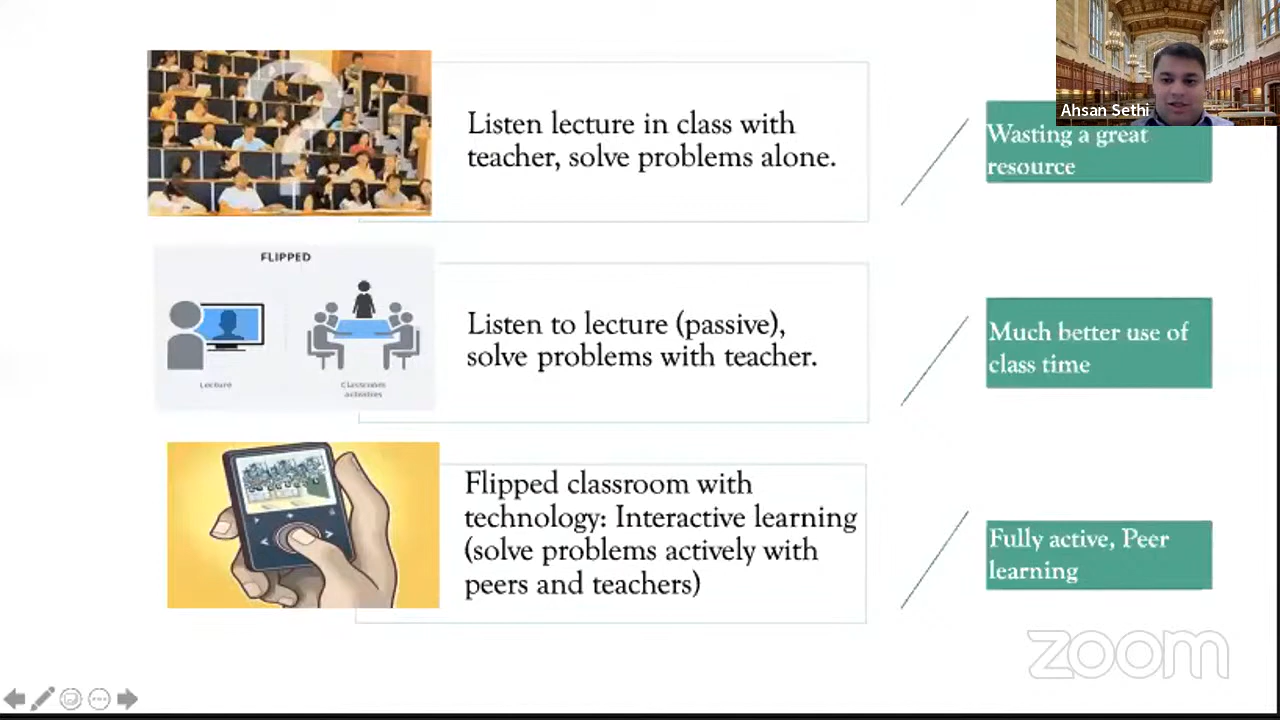 Ahsan Sethi
Listen lecture in class with
teacher, solve problems alone.
Wasting a great
resource
FLIPPED
Lecture
Classroom
activities
Listen to lecture (passive),
solve problems with teacher.
Much better use of
class time
Flipped classroom with
technology: Interactive learning
(solve problems actively with
peers and teachers)
Fully active, Peer
learning
zoom